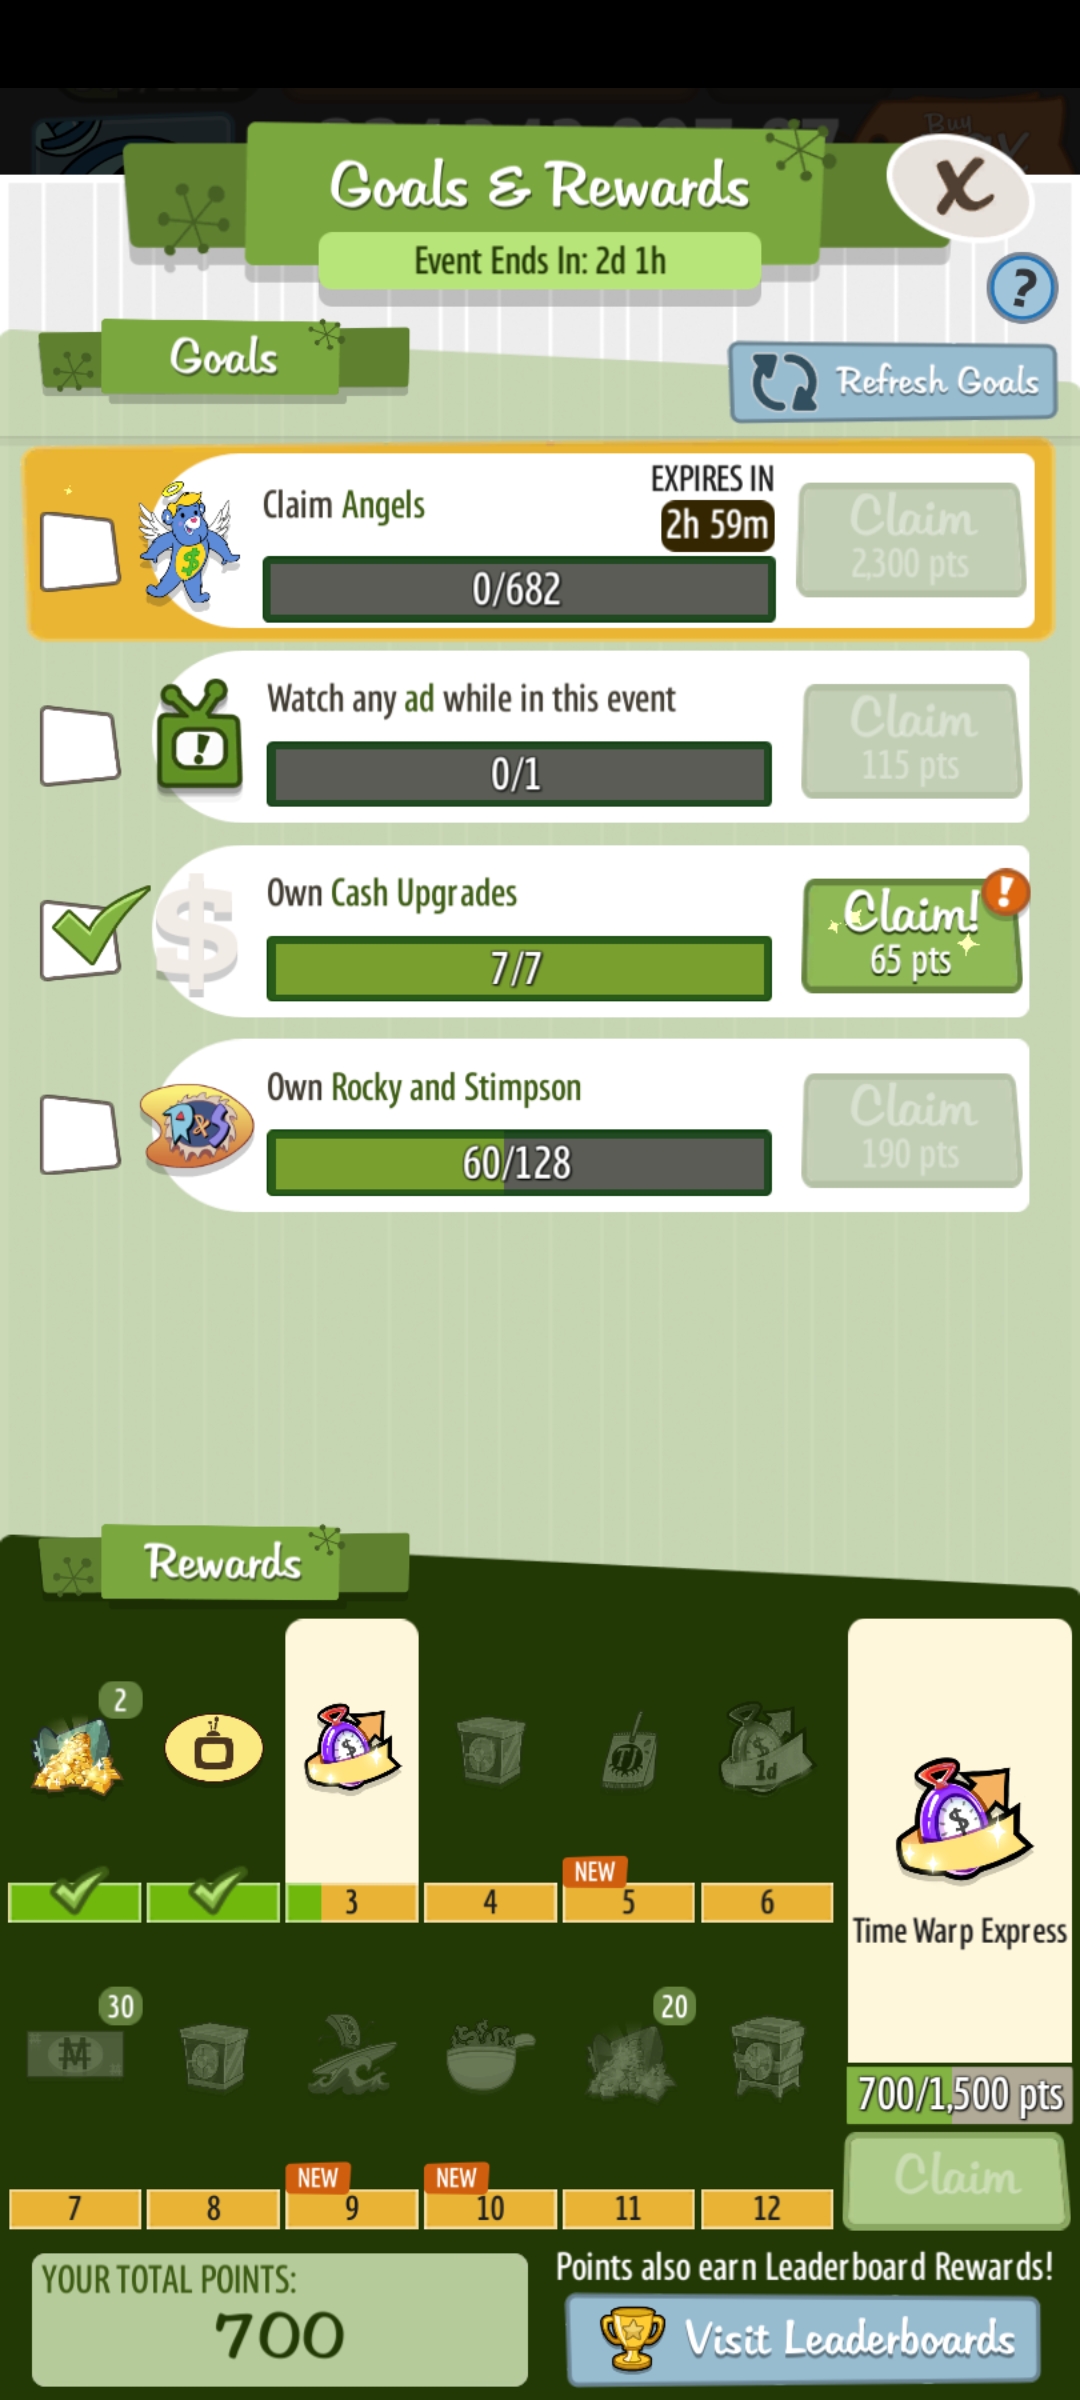 Buy
Goals & Rewards
X
Event Ends In: 2d 1h
?
Goals
Refresh Goals
Claim Angels
EXPIRES IN
2h 59m
0/682
Claim
2,300 pts
Watch any ad while in this event
0/1
Claim
115 pts
Own Cash Upgrades
7/7
Claim!
65 pts
!
$
Own Rocky and Stimpson
60/128
Claim
190 pts
R&S
Rewards
2
3
4
NEW
5
1d
6
Time Warp Express
30
7
8
NEW
9
NEW
10
20
11
12
700/1,500 pts
Claim
YOUR TOTAL POINTS:
700
Points also earn Leaderboard Rewards!
Visit Leaderboards